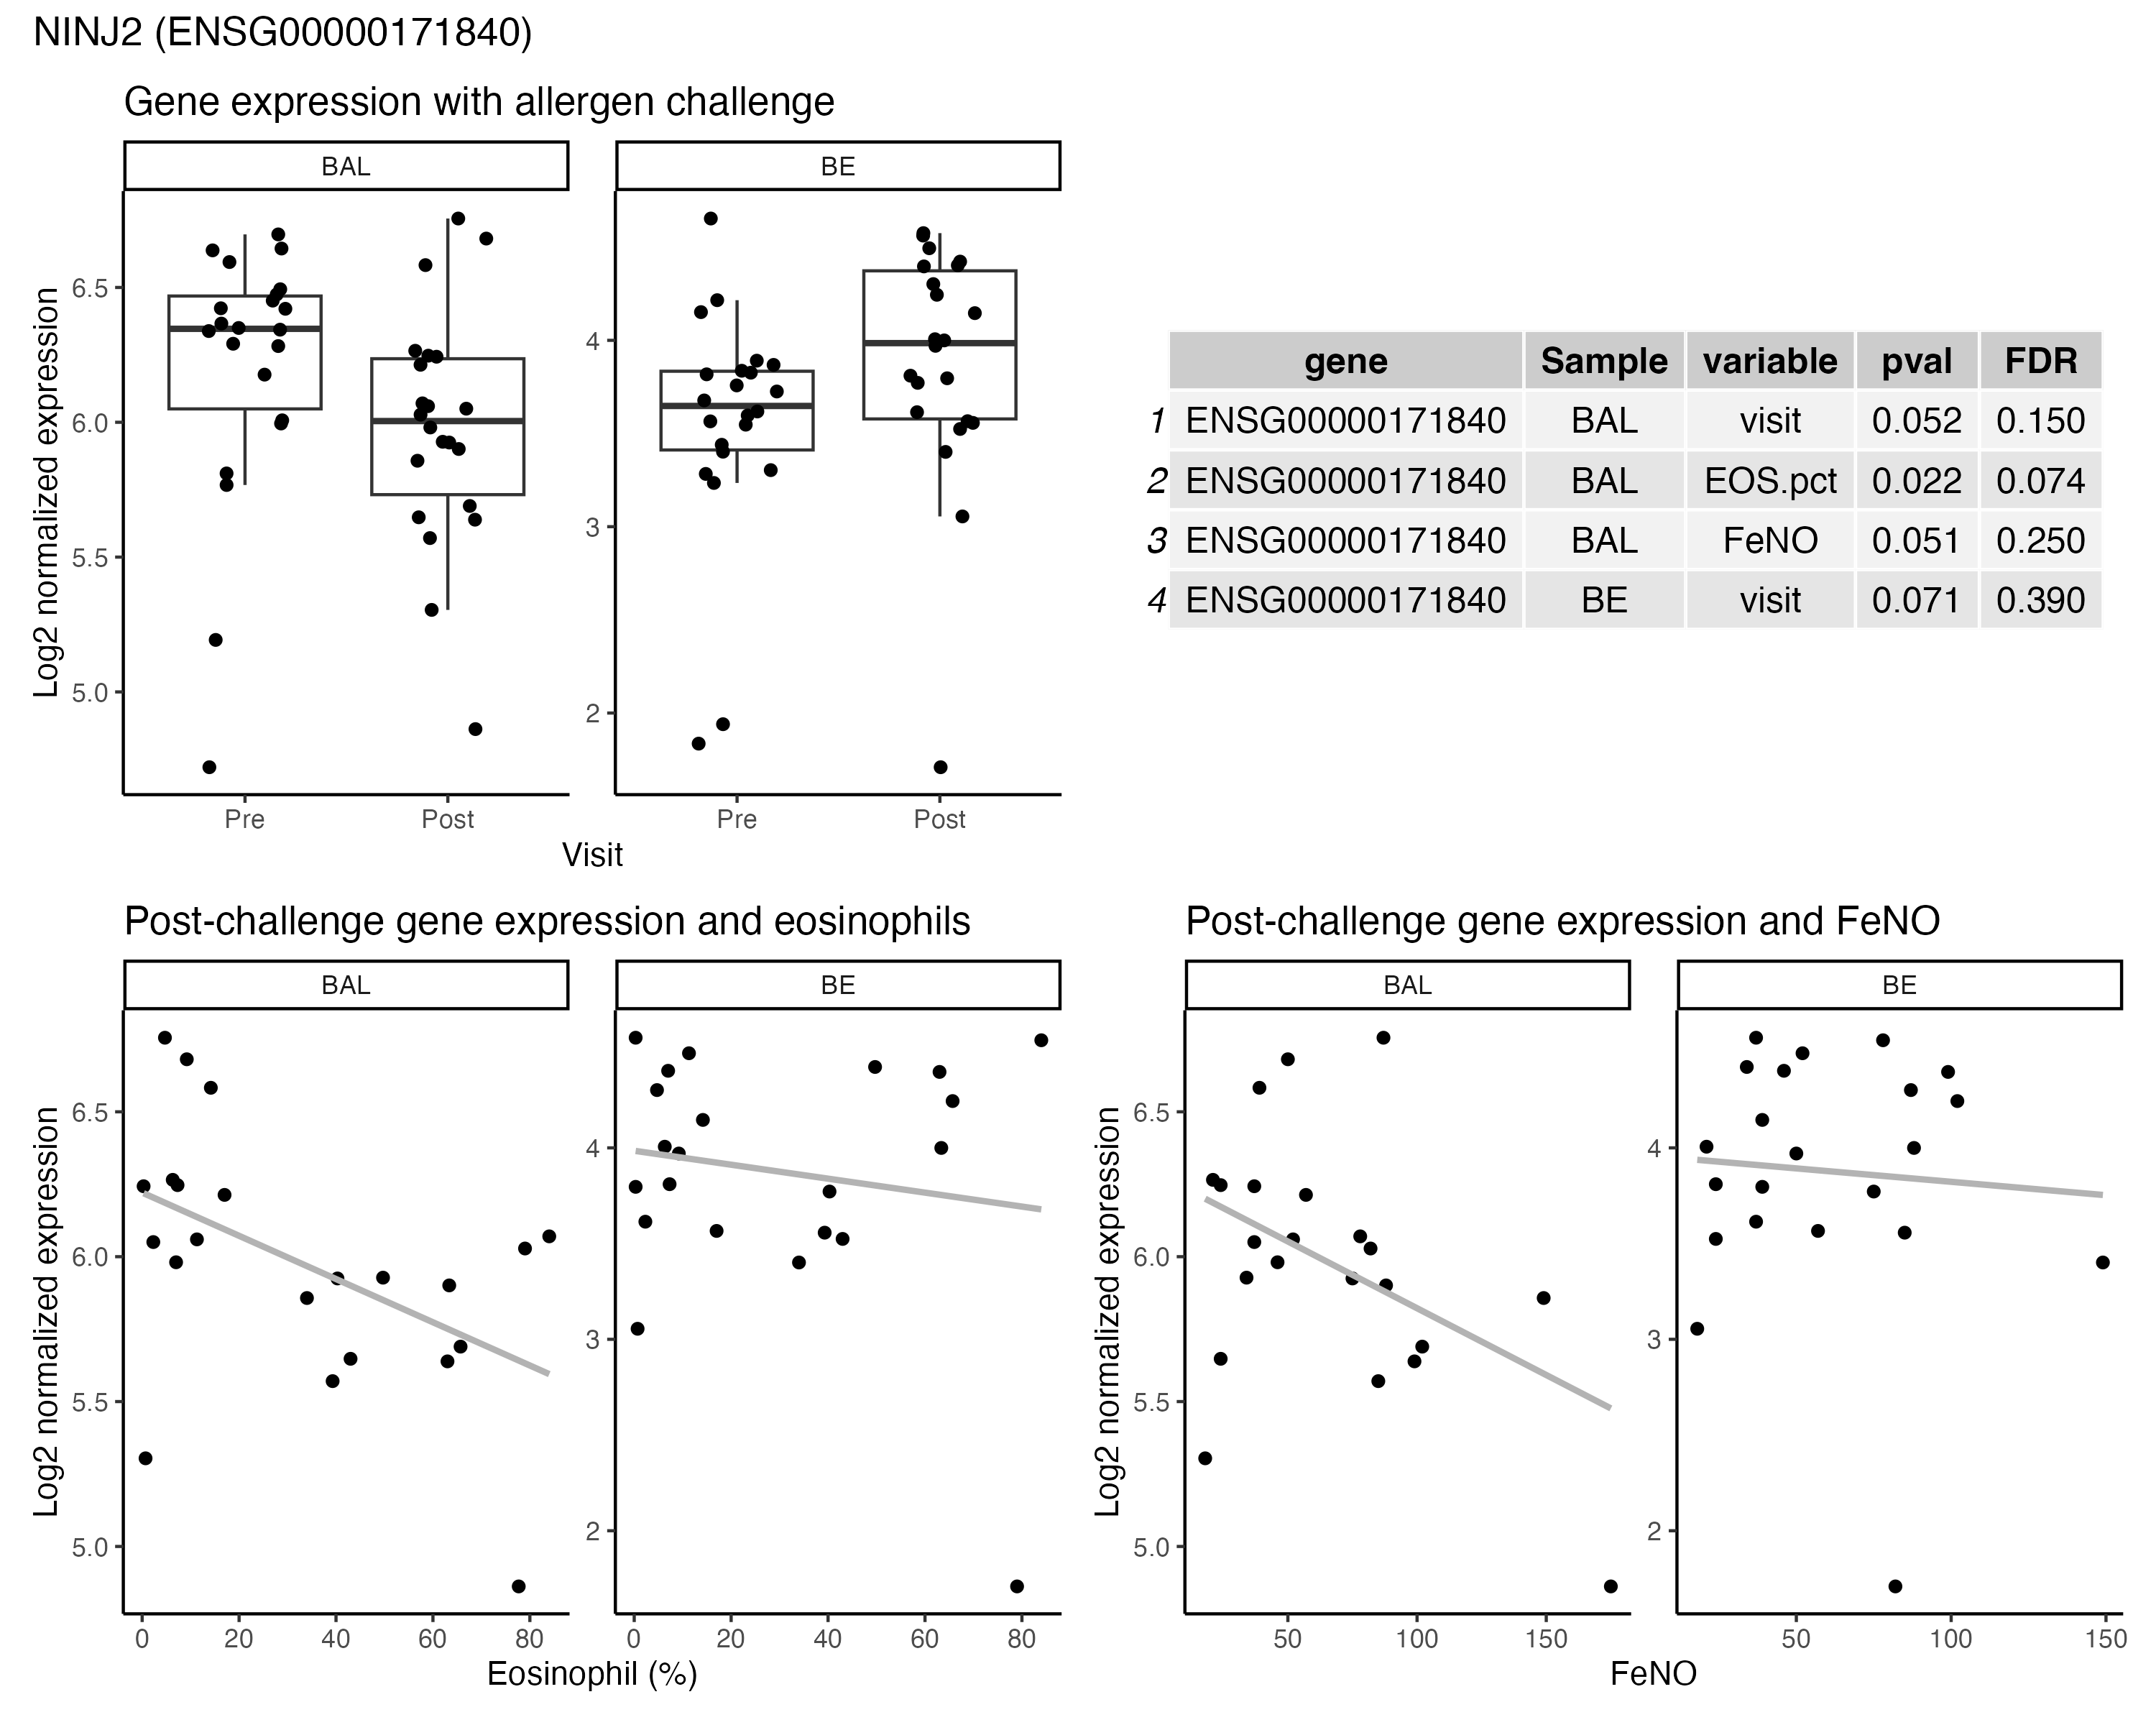 NINJ2 (ENSG00000171840)
Gene expression with allergen challenge
BAL
BE
Log2 normalized expression
6.5
6.0
5.5
5.0
4
3
2
Pre
Post
Pre
Post
Visit
gene Sample variable pval FDR
1 ENSG00000171840 BAL visit 0.052 0.150
2 ENSG00000171840 BAL EOS.pct 0.022 0.074
3 ENSG00000171840 BAL FeNO 0.051 0.250
4 ENSG00000171840 BE visit 0.071 0.390
Post-challenge gene expression and eosinophils
BAL
BE
Log2 normalized expression
6.5
6.0
5.5
5.0
4
3
2
0 20 40 60 80
0 20 40 60 80
Eosinophil (%)
Post-challenge gene expression and FeNO
BAL
BE
Log2 normalized expression
6.5
6.0
5.5
5.0
4
3
2
50 100 150
50 100 150
FeNO